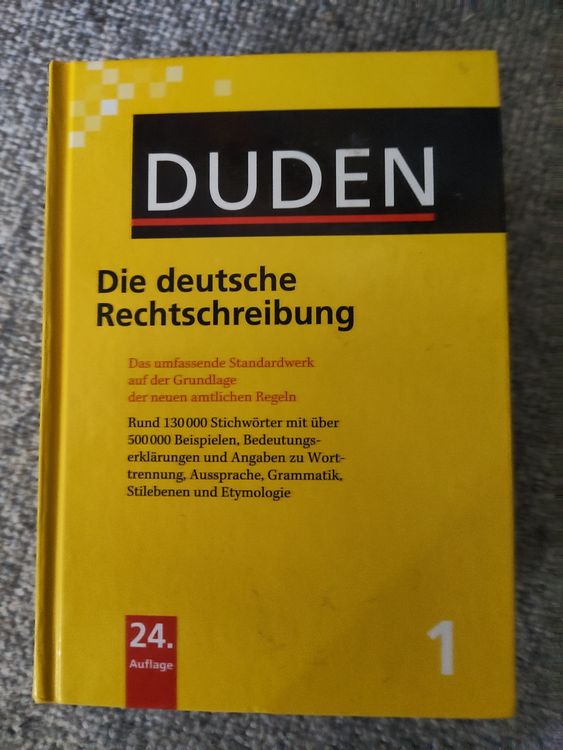 DUDEN
Die deutsche
Rechtschreibung
Das umfassende Standardwerk
auf der Grundlage
der neuen amtlichen Regeln
Rund 130 000 Stichwörter mit über
500 000 Beispielen, Bedeutungs-
erklärungen und Angaben zu Wort-
trennung, Aussprache, Grammatik,
Stilebenen und Etymologie
24.
Auflage
1